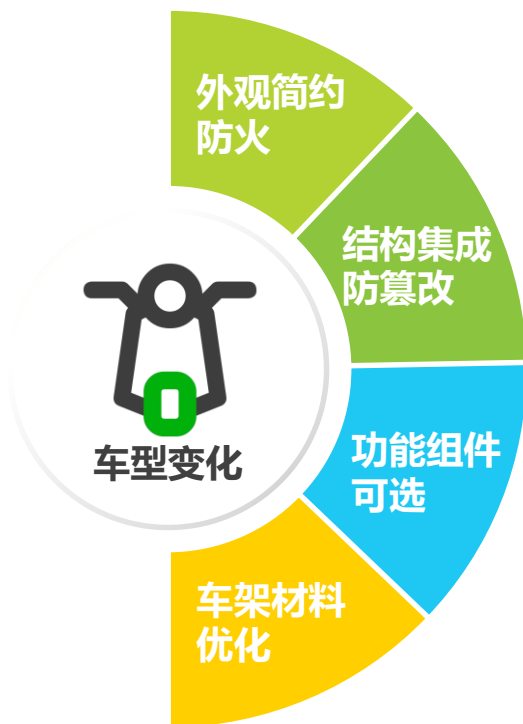 外观简约
防火
结构集成
防篡改
车型变化
功能组件
可选
车架材料
优化